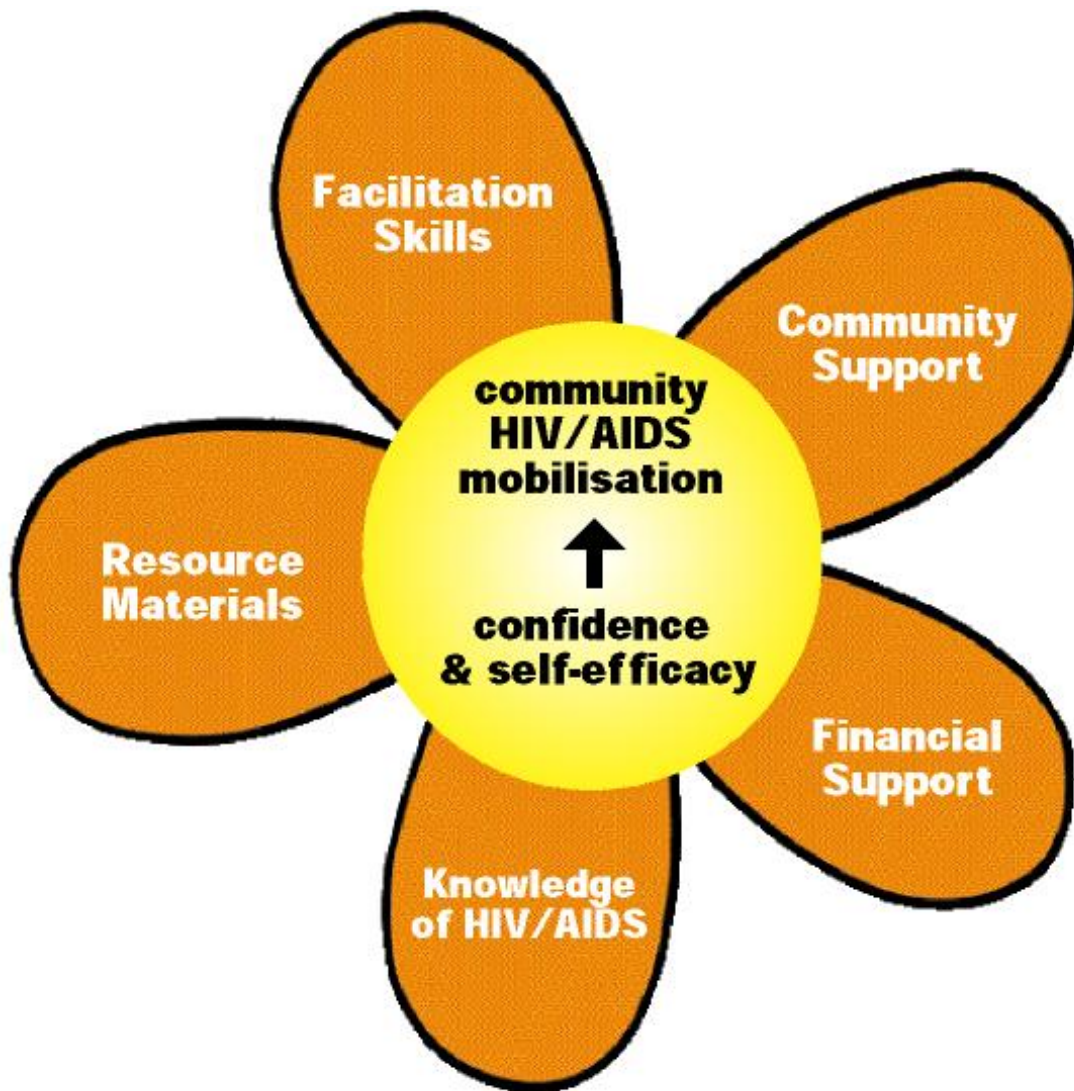 Facilitation
Skills
Community
Support
community
HIV/AIDS
mobilisation
confidence
& self-efficacy
Resource
Materials
Financial
Support
Knowledge
of HIV/AIDS